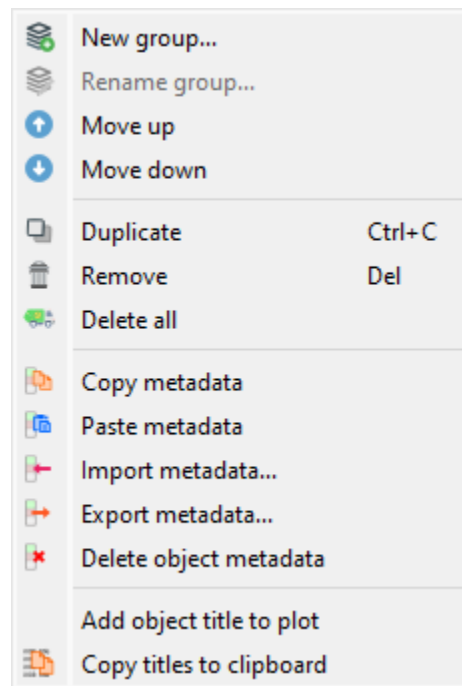 New group...
Rename group...
Move up
Move down
Duplicate Ctrl+C
Remove Del
Delete all
Copy metadata
Paste metadata
Import metadata...
Export metadata...
Delete object metadata
Add object title to plot
Copy titles to clipboard